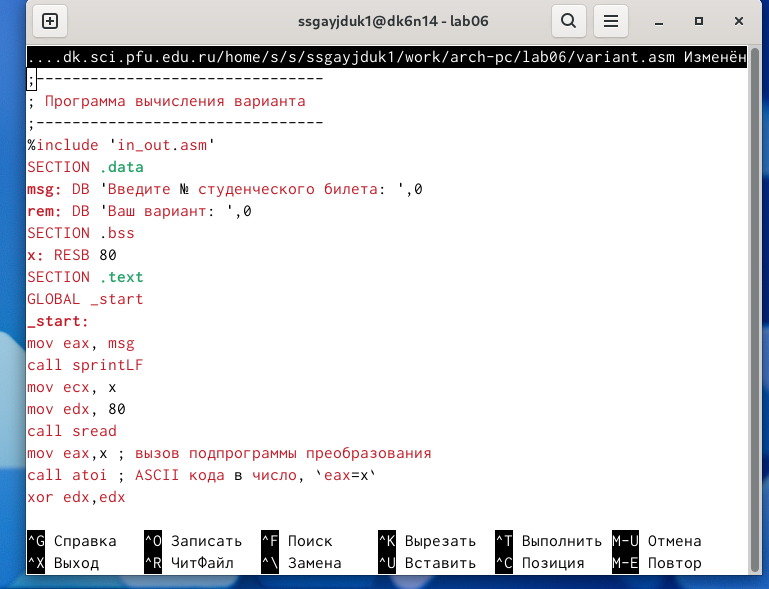 ssgayjduk1@dk6n14 - lab06
....dk.sci.pfu.edu.ru/home/s/s/ssgayjduk1/work/arch-pc/lab06/variant.asm Изменён
;--------------------------------
; Программа вычисления варианта
;--------------------------------
%include 'in_out.asm'
SECTION .data
msg: DB 'Введите № студенческого билета: ',0
rem: DB 'Ваш вариант: ',0
SECTION .bss
x: RESB 80
SECTION .text
GLOBAL _start
_start:
mov eax, msg
call sprintLF
mov ecx, x
mov edx, 80
call sread
mov eax,x ; вызов подпрограммы преобразования
call atoi ; ASCII кода в число, `eax=x`
xor edx,edx
^G Справка ^O Записать ^F Поиск ^K Вырезать ^T Выполнить M-U Отмена
^X Выход ^R ЧитФайл ^\ Замена ^U Вставить ^C Позиция M-E Повтор